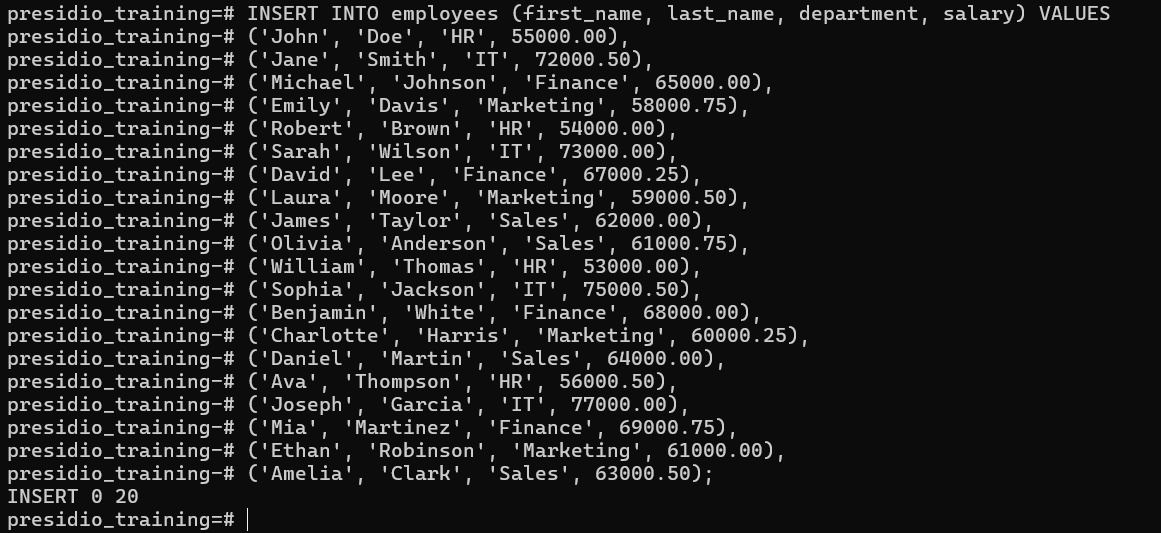 presidio_training=# INSERT INTO employees (first_name, last_name, department, salary) VALUES
presidio_training-# ('John', 'Doe', 'HR', 55000.00),
presidio_training-# ('Jane', 'Smith', 'IT', 72000.50),
presidio_training-# ('Michael', 'Johnson', 'Finance', 65000.00),
presidio_training-# ('Emily', 'Davis', 'Marketing', 58000.75),
presidio_training-# ('Robert', 'Brown', 'HR', 54000.00),
presidio_training-# ('Sarah', 'Wilson', 'IT', 73000.00),
presidio_training-# ('David', 'Lee', 'Finance', 67000.25),
presidio_training-# ('Laura', 'Moore', 'Marketing', 59000.50),
presidio_training-# ('James', 'Taylor', 'Sales', 62000.00),
presidio_training-# ('Olivia', 'Anderson', 'Sales', 61000.75),
presidio_training-# ('William', 'Thomas', 'HR', 53000.00),
presidio_training-# ('Sophia', 'Jackson', 'IT', 75000.50),
presidio_training-# ('Benjamin', 'White', 'Finance', 68000.00),
presidio_training-# ('Charlotte', 'Harris', 'Marketing', 60000.25),
presidio_training-# ('Daniel', 'Martin', 'Sales', 64000.00),
presidio_training-# ('Ava', 'Thompson', 'HR', 56000.50),
presidio_training-# ('Joseph', 'Garcia', 'IT', 77000.00),
presidio_training-# ('Mia', 'Martinez', 'Finance', 69000.75),
presidio_training-# ('Ethan', 'Robinson', 'Marketing', 61000.00),
presidio_training-# ('Amelia', 'Clark', 'Sales', 63000.50);
INSERT 0 20
presidio_training=#